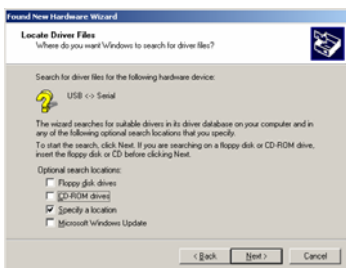 Found New Hardware Wizard
Locate Driver Files
Where do you want Windows to search for driver files?
Search for driver files for the following hardware device:
USB <-> Serial
The wizard searches for suitable drivers in its driver database on your computer and in
any of the following optional search locations that you specify.
To start the search, click Next. If you are searching on a floppy disk or CD-ROM drive,
insert the floppy disk or CD before clicking Next.
Optional search locations:
Floppy disk drives
CD-ROM drives
Specify a location
Microsoft Windows Update
< Back Next > Cancel